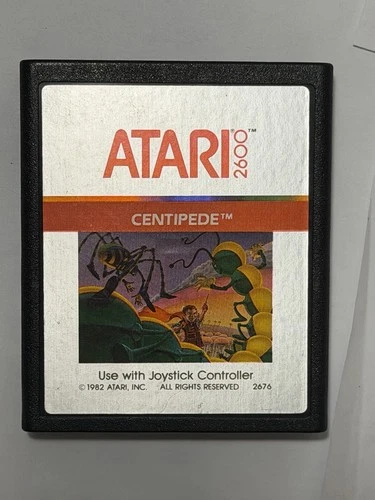 ATARI® 2600™
CENTIPEDE™
Use with Joystick Controller
© 1982 ATARI, INC. ALL RIGHTS RESERVED 2676